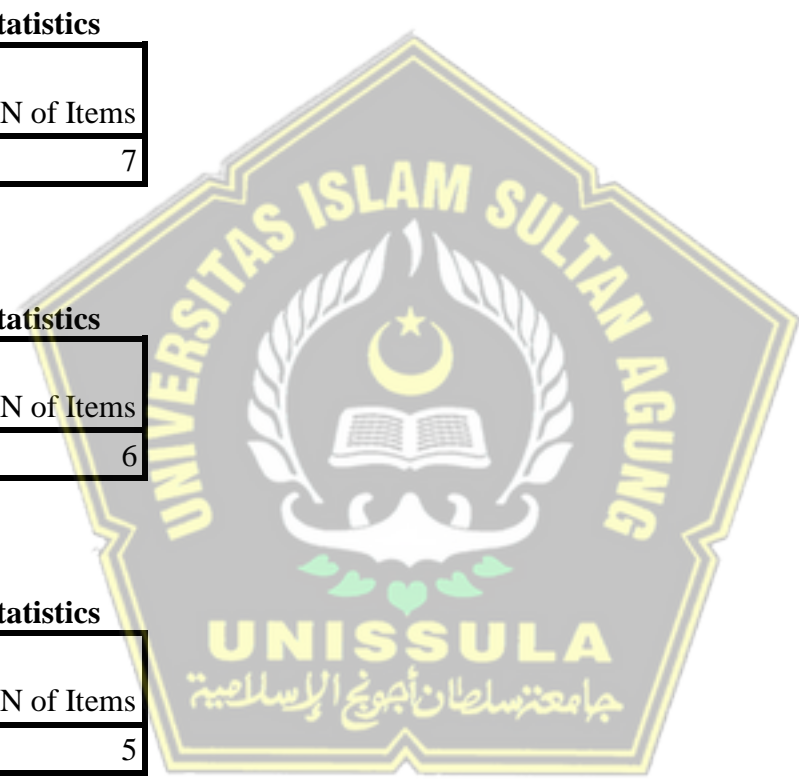 tatistics
N of Items
7
tatistics
N of Items
6
tatistics
N of Items
5
UNIVERSITAS ISLAM SULTAN AGUNG
UNISSULA
جامعة سلطان أجونج الإسلامية